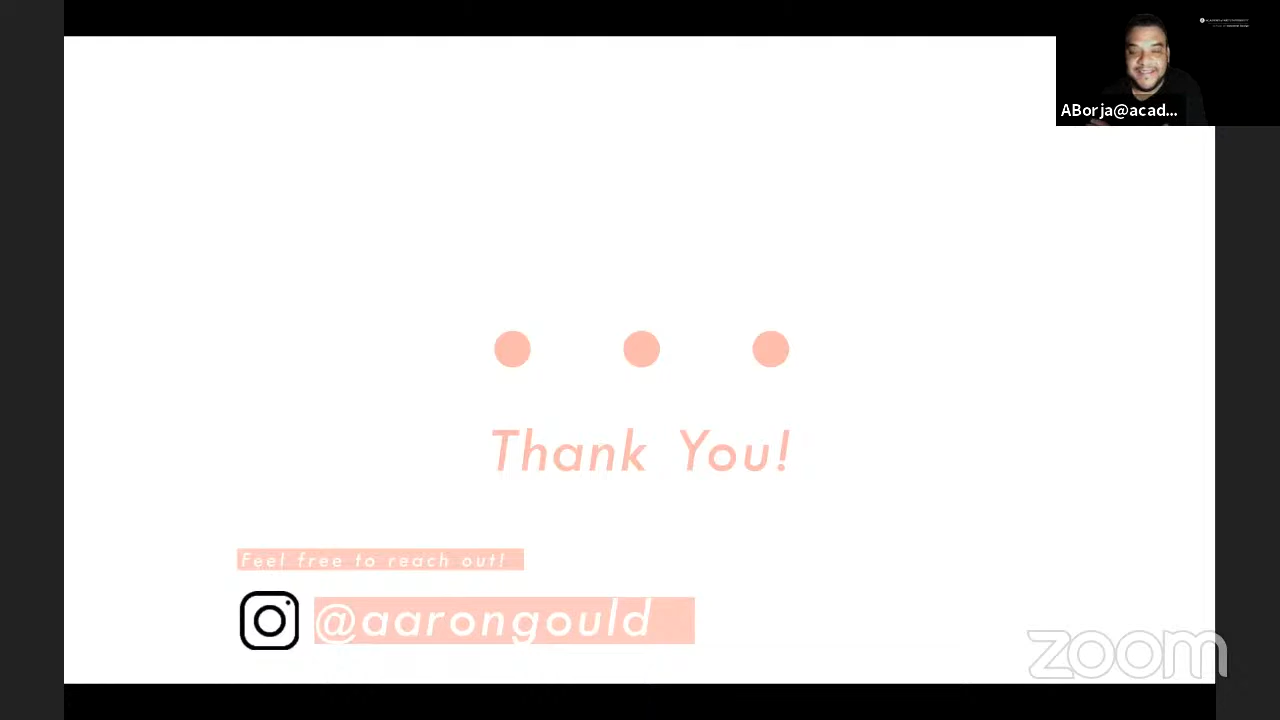 ABorja@acad...
Thank You!
Feel free to reach out!
@aarongould
zoom